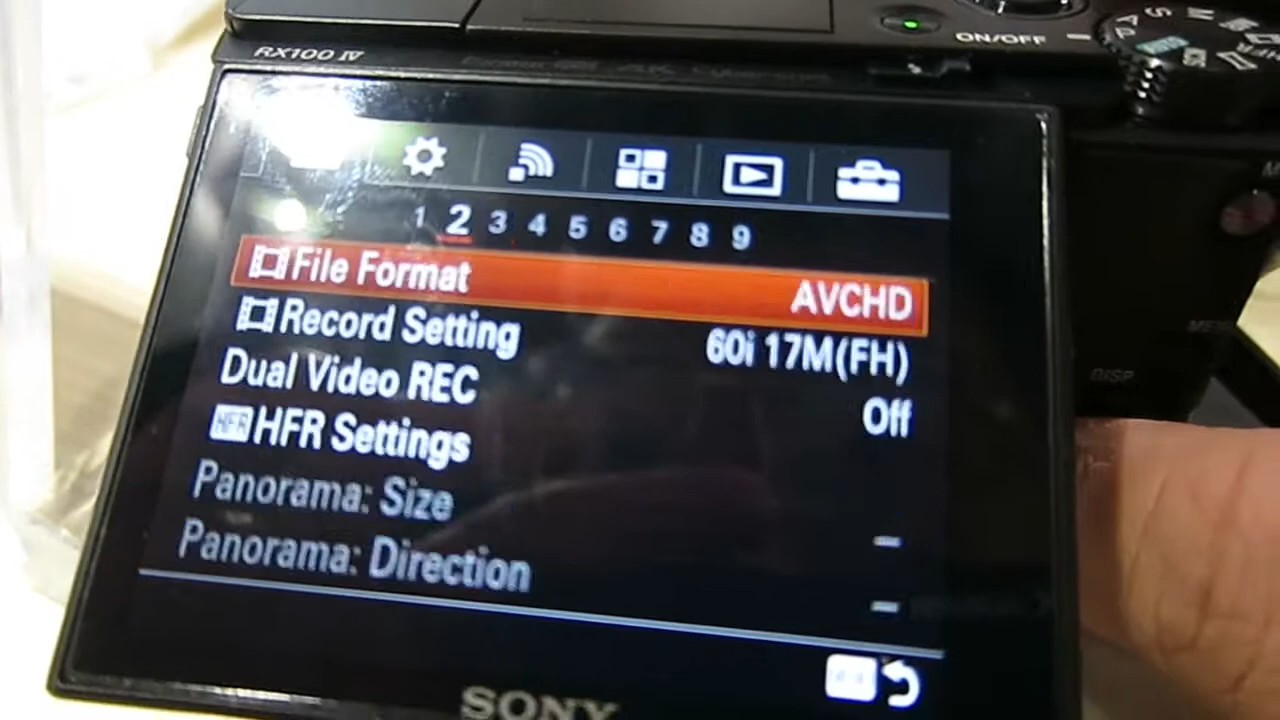 RX100 IV
ON/OFF
1 2 3 4 5 6 7 8 9
File Format AVCHD
Record Setting 60i 17M(FH)
Dual Video REC Off
HFR HFR Settings
Panorama: Size –
Panorama: Direction –
DISP
SONY